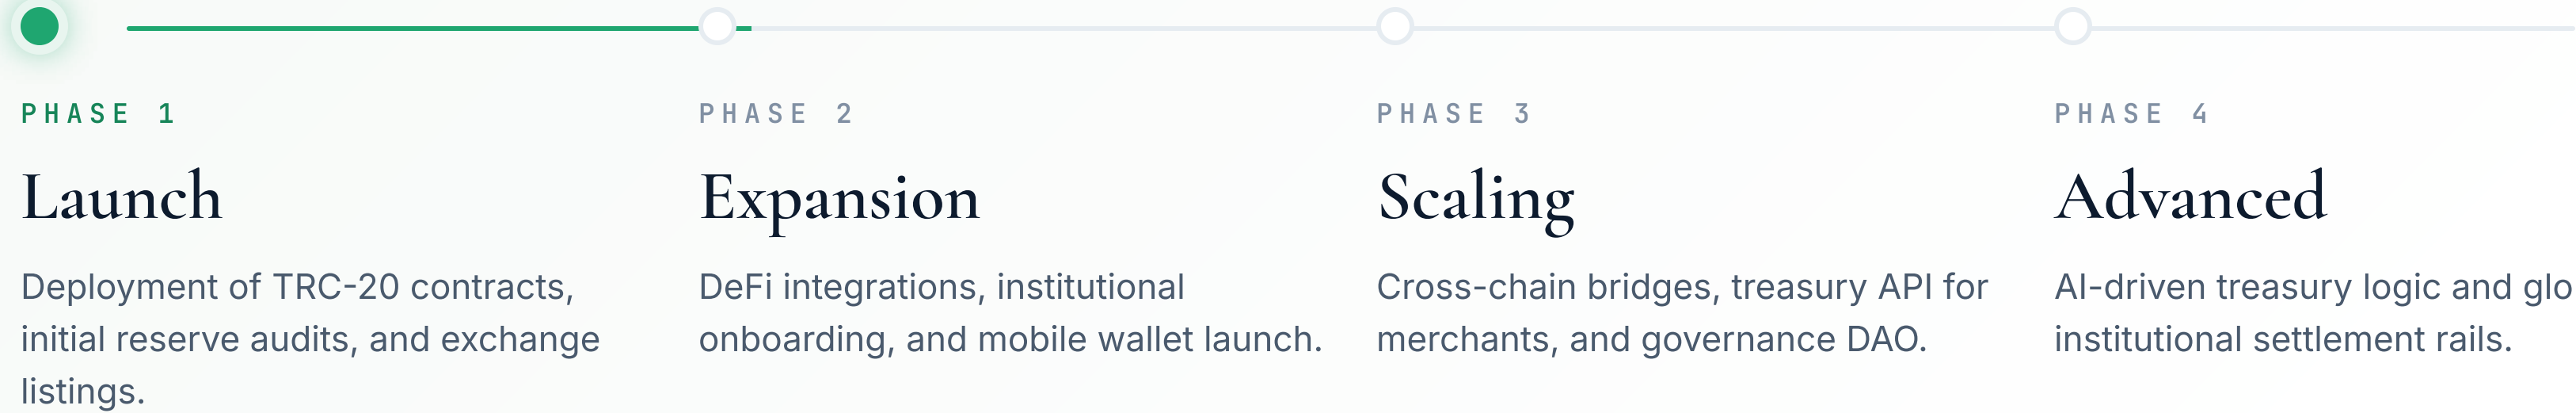 PHASE 1
Launch
Deployment of TRC-20 contracts,
initial reserve audits, and exchange
listings.
PHASE 2
Expansion
DeFi integrations, institutional
onboarding, and mobile wallet launch.
PHASE 3
Scaling
Cross-chain bridges, treasury API for
merchants, and governance DAO.
PHASE 4
Advanced
AI-driven treasury logic and glo
institutional settlement rails.